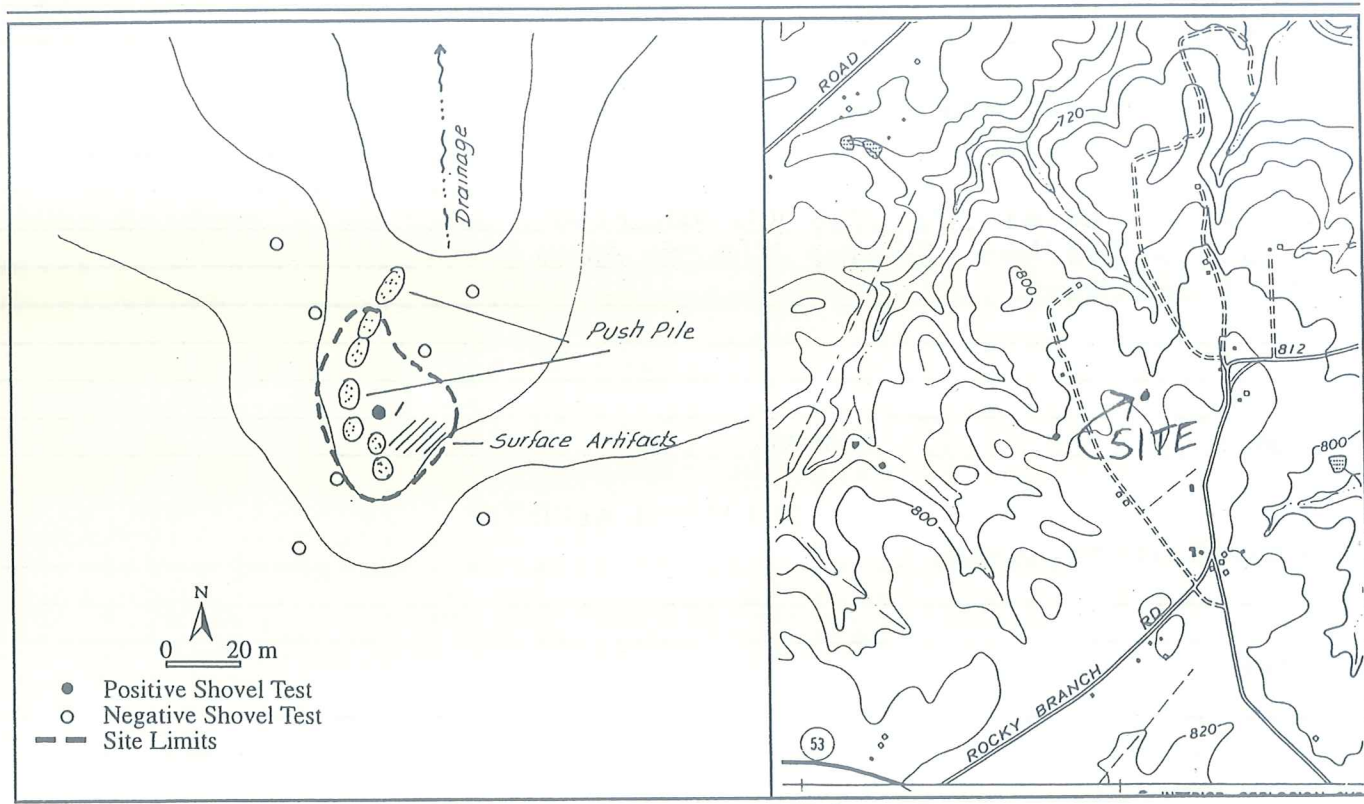 Drainage
Push Pile
Surface Artifacts
N
0 20 m
Positive Shovel Test
Negative Shovel Test
Site Limits
ROAD
720
800
812
SITE
800
800
RD
ROCKY BRANCH
53
820
INTERIOR